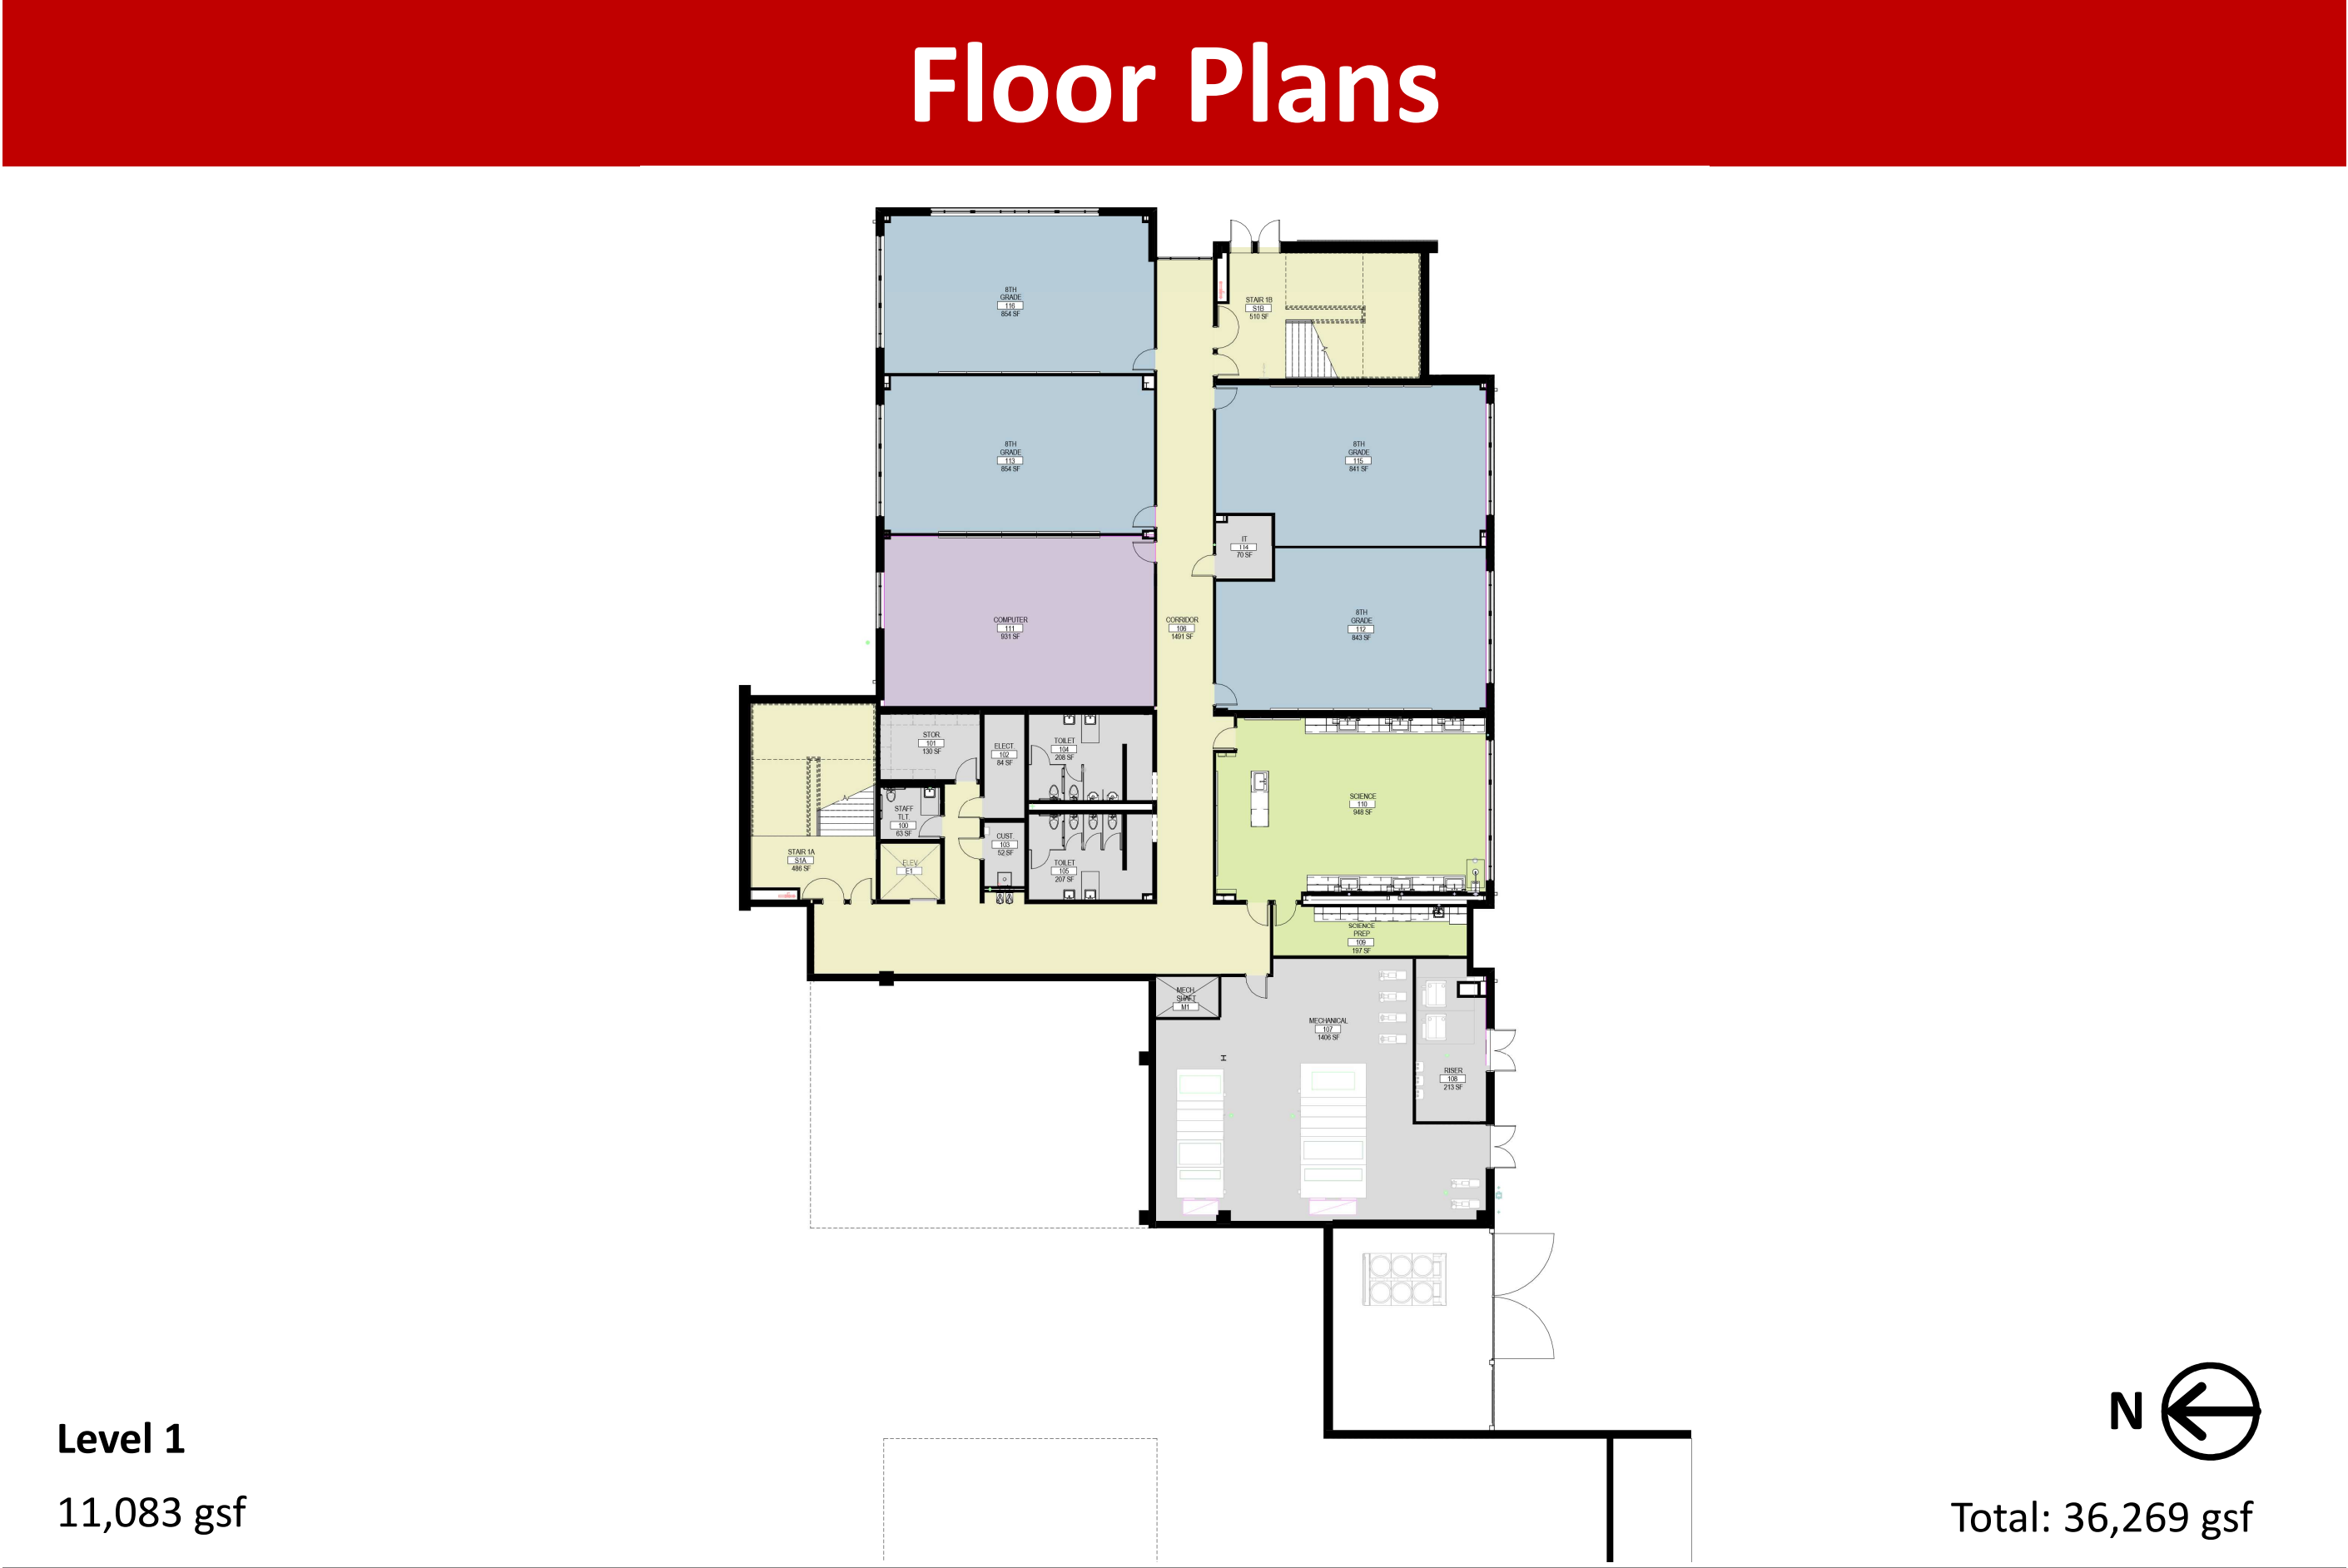 Floor Plans
8TH
GRADE
116
854 SF
STAIR 1B
S1B
510 SF
8TH
GRADE
113
854 SF
8TH
GRADE
115
841 SF
IT
114
70 SF
COMPUTER
111
931 SF
CORRIDOR
106
1491 SF
8TH
GRADE
112
843 SF
STOR.
101
130 SF
ELECT.
102
84 SF
TOILET
104
208 SF
STAFF
TLT.
100
63 SF
CUST.
103
52 SF
SCIENCE
110
948 SF
STAIR 1A
S1A
486 SF
ELEV.
E1
TOILET
105
207 SF
SCIENCE
PREP
109
197 SF
MECH.
SHAFT
M1
MECHANICAL
107
1406 SF
RISER
108
213 SF
N
Level 1
11,083 gsf
Total: 36,269 gsf